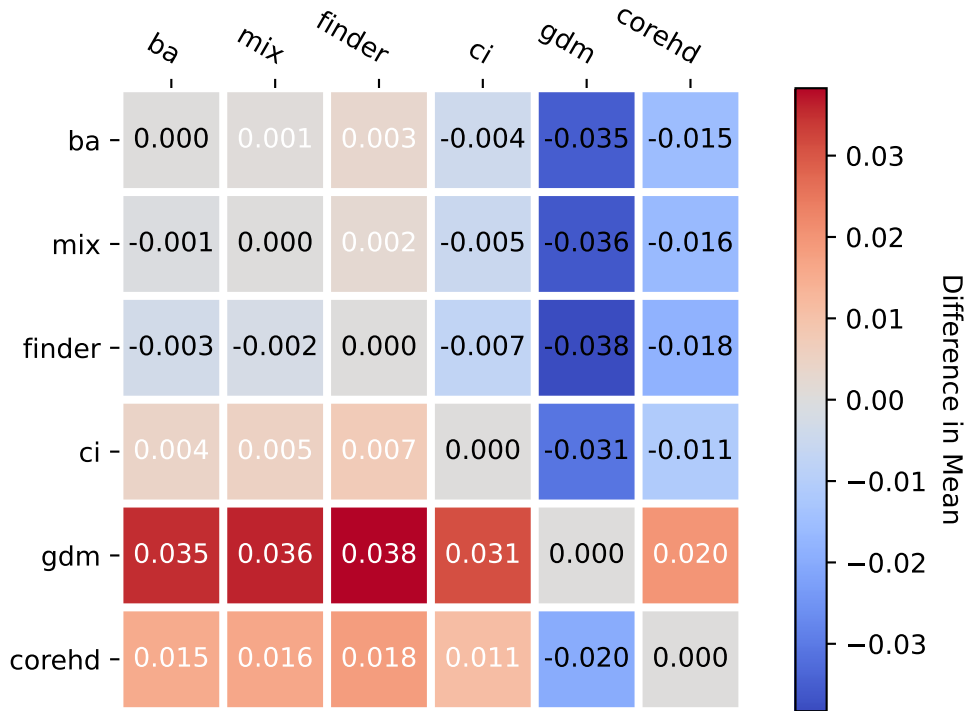 ba mix finder ci gdm corehd
ba 0.000 0.001 0.003 -0.004 -0.035 -0.015
mix -0.001 0.000 0.002 -0.005 -0.036 -0.016
finder -0.003 -0.002 0.000 -0.007 -0.038 -0.018
ci 0.004 0.005 0.007 0.000 -0.031 -0.011
gdm 0.035 0.036 0.038 0.031 0.000 0.020
corehd 0.015 0.016 0.018 0.011 -0.020 0.000
0.03
0.02
0.01
0.00
−0.01
−0.02
−0.03
Difference in Mean